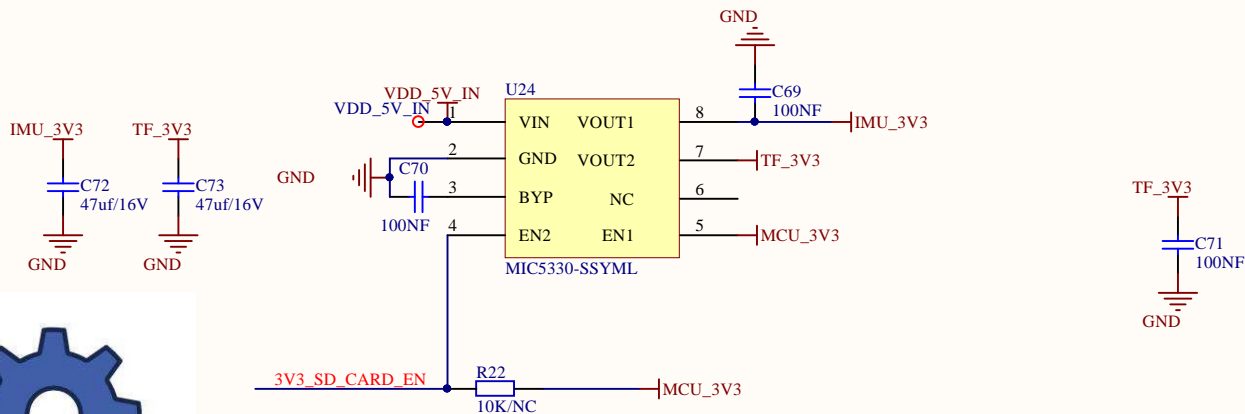 GND
U24
VDD_5V_IN
VDD_5V_IN
C69
100NF
1
VIN
VOUT1
8
IMU_3V3
IMU_3V3
TF_3V3
2
GND
VOUT2
7
TF_3V3
C70
GND
C72
47uf/16V
C73
47uf/16V
3
BYP
NC
6
TF_3V3
100NF
4
EN2
EN1
5
MCU_3V3
C71
100NF
GND
GND
MIC5330-SSYML
GND
3V3_SD_CARD_EN
R22
10K/NC
MCU_3V3